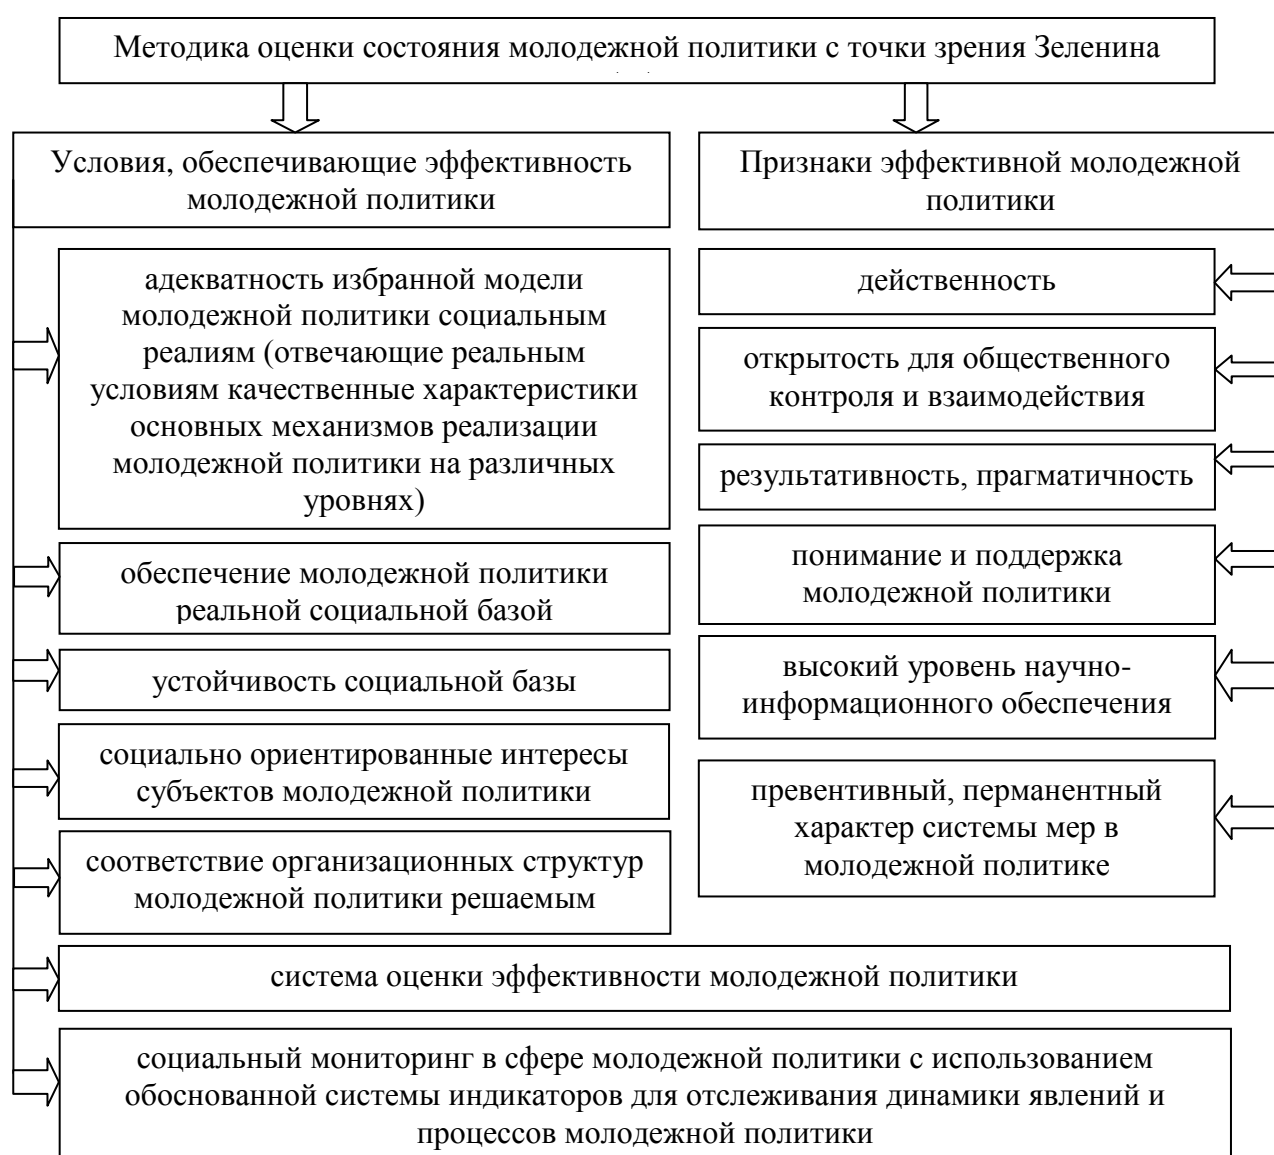 Методика оценки состояния молодежной политики с точки зрения Зеленина
Условия, обеспечивающие эффективность
молодежной политики
адекватность избранной модели
молодежной политики социальным
реалиям (отвечающие реальным
условиям качественные характеристики
основных механизмов реализации
молодежной политики на различных
уровнях)
обеспечение молодежной политики
реальной социальной базой
устойчивость социальной базы
социально ориентированные интересы
субъектов молодежной политики
соответствие организационных структур
молодежной политики решаемым
Признаки эффективной молодежной
политики
действенность
открытость для общественного
контроля и взаимодействия
результативность, прагматичность
понимание и поддержка
молодежной политики
высокий уровень научно-
информационного обеспечения
превентивный, перманентный
характер системы мер в
молодежной политике
система оценки эффективности молодежной политики
социальный мониторинг в сфере молодежной политики с использованием
обоснованной системы индикаторов для отслеживания динамики явлений и
процессов молодежной политики